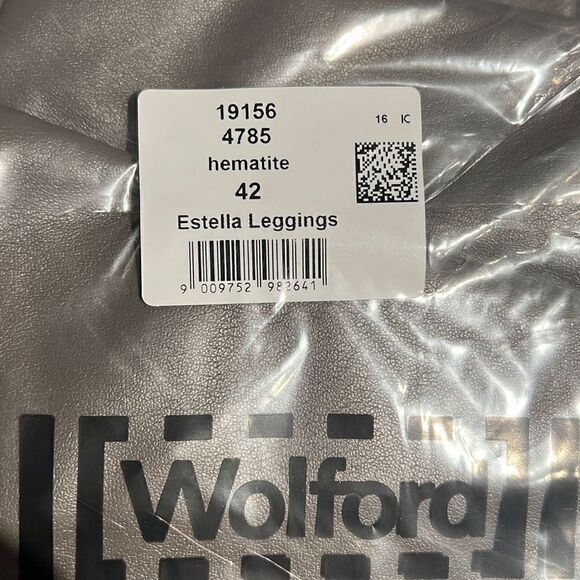 19156
4785
hematite
42
Estella Leggings
16 IC
9 009752 982641
Wolford